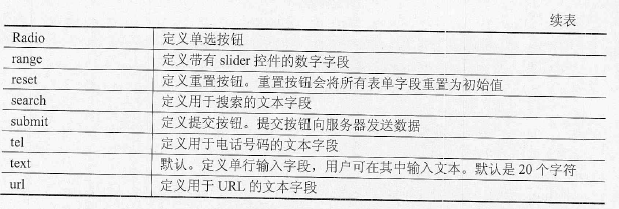 续表
Radio 定义单选按钮
range 定义带有 slider 控件的数字字段
reset 定义重置按钮。重置按钮会将所有表单字段重置为初始值
search 定义用于搜索的文本字段
submit 定义提交按钮。提交按钮向服务器发送数据
tel 定义用于电话号码的文本字段
text 默认。定义单行输入字段，用户可在其中输入文本。默认是 20 个字符
url 定义用于 URL 的文本字段